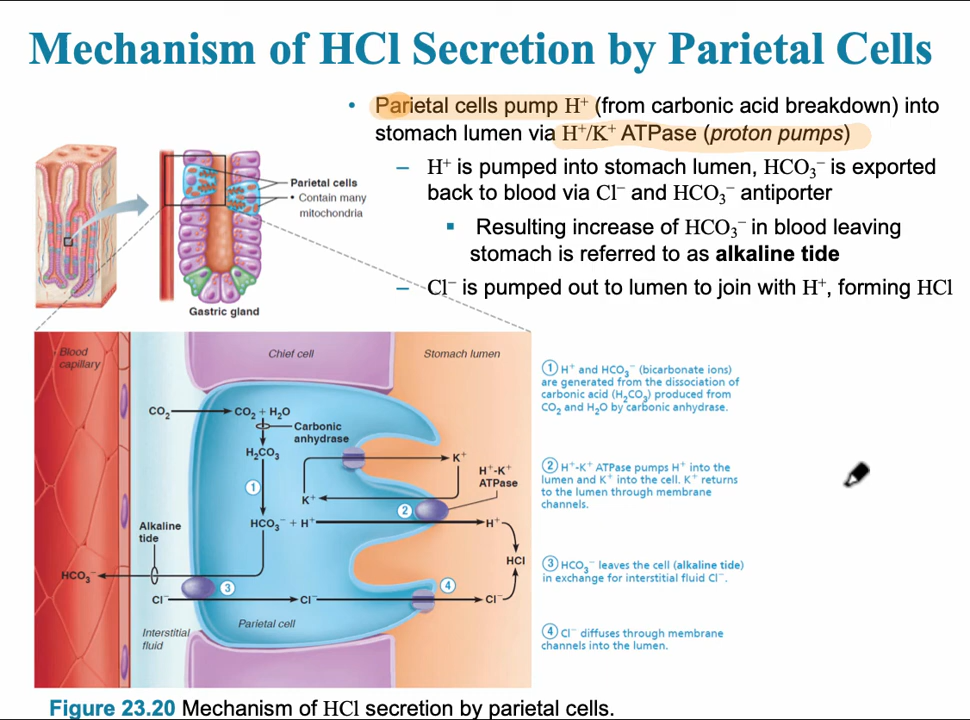 Mechanism of HCl Secretion by Parietal Cells
• Parietal cells pump H⁺ (from carbonic acid breakdown) into
stomach lumen via H⁺/K⁺ ATPase (proton pumps)
– H⁺ is pumped into stomach lumen, HCO₃⁻ is exported
back to blood via Cl⁻ and HCO₃⁻ antiporter
▪ Resulting increase of HCO₃⁻ in blood leaving
stomach is referred to as alkaline tide
– Cl⁻ is pumped out to lumen to join with H⁺, forming HCl
Parietal cells
• Contain many
mitochondria
Gastric gland
Blood
capillary
Chief cell
Stomach lumen
CO₂
CO₂ + H₂O
Carbonic
anhydrase
H₂CO₃
K⁺
H⁺-K⁺
ATPase
1
K⁺
2
HCO₃⁻ + H⁺
H⁺
Alkaline
tide
HCl
HCO₃⁻
3
4
Cl⁻
Cl⁻
Cl⁻
Interstitial
fluid
Parietal cell
1 H⁺ and HCO₃⁻ (bicarbonate ions)
are generated from the dissociation of
carbonic acid (H₂CO₃) produced from
CO₂ and H₂O by carbonic anhydrase.
2 H⁺-K⁺ ATPase pumps H⁺ into the
lumen and K⁺ into the cell. K⁺ returns
to the lumen through membrane
channels.
3 HCO₃⁻ leaves the cell (alkaline tide)
in exchange for interstitial fluid Cl⁻.
4 Cl⁻ diffuses through membrane
channels into the lumen.
Figure 23.20 Mechanism of HCl secretion by parietal cells.